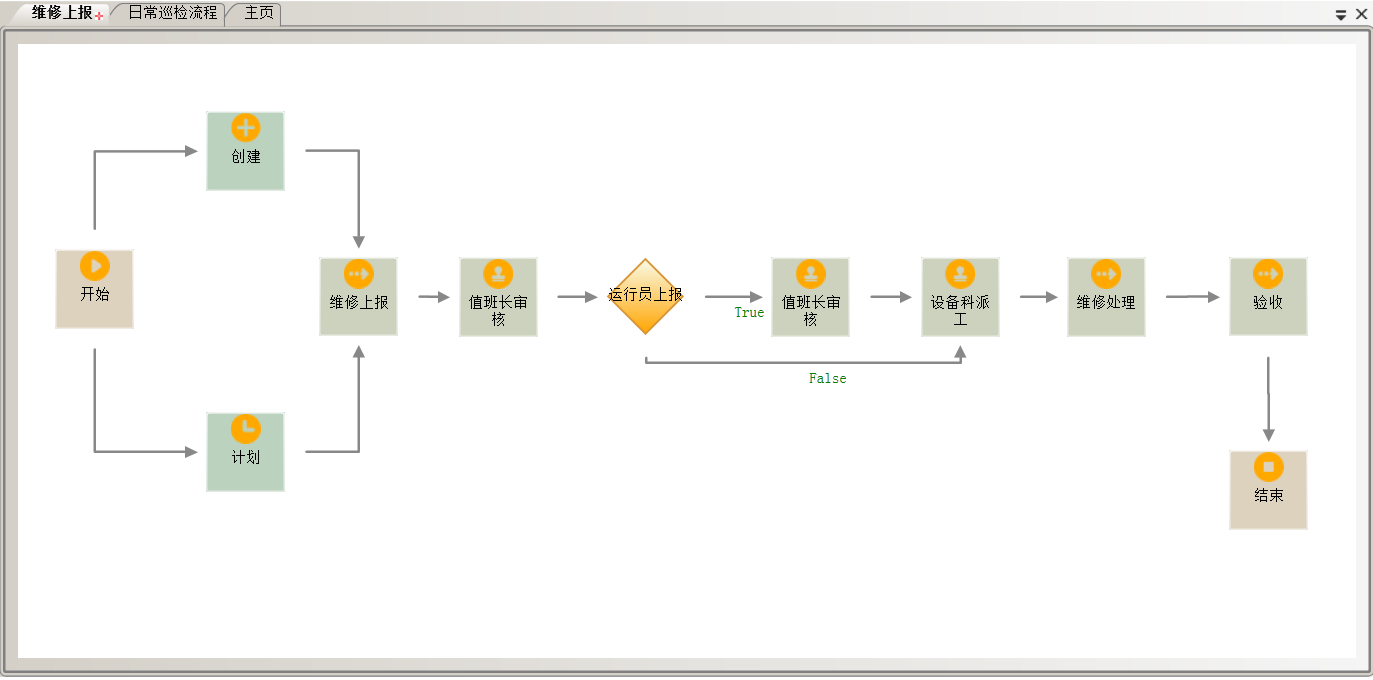 维修上报
日常巡检流程
主页
创建
开始
维修上报
值班长审
核
运行员上报
True
False
值班长审
核
设备科派
工
维修处理
验收
计划
结束